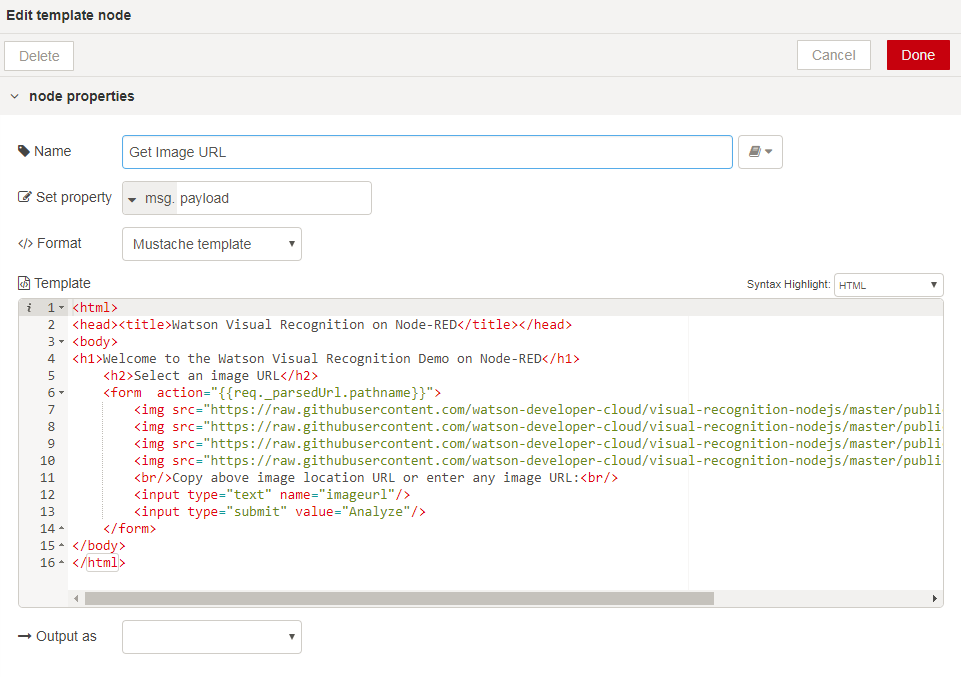 Edit template node
Delete Cancel Done
node properties
Name Get Image URL
Set property msg. payload
</> Format Mustache template
Template Syntax Highlight: HTML
i 1 <html>
2 <head><title>Watson Visual Recognition on Node-RED</title></head>
3 <body>
4 <h1>Welcome to the Watson Visual Recognition Demo on Node-RED</h1>
5 <h2>Select an image URL</h2>
6 <form  action="{{req._parsedUrl.pathname}}">
7 <img src="https://raw.githubusercontent.com/watson-developer-cloud/visual-recognition-nodejs/master/publi
8 <img src="https://raw.githubusercontent.com/watson-developer-cloud/visual-recognition-nodejs/master/publi
9 <img src="https://raw.githubusercontent.com/watson-developer-cloud/visual-recognition-nodejs/master/publi
10 <img src="https://raw.githubusercontent.com/watson-developer-cloud/visual-recognition-nodejs/master/publi
11 <br/>Copy above image location URL or enter any image URL:<br/>
12 <input type="text" name="imageurl"/>
13 <input type="submit" value="Analyze"/>
14 </form>
15 </body>
16 </html>
Output as